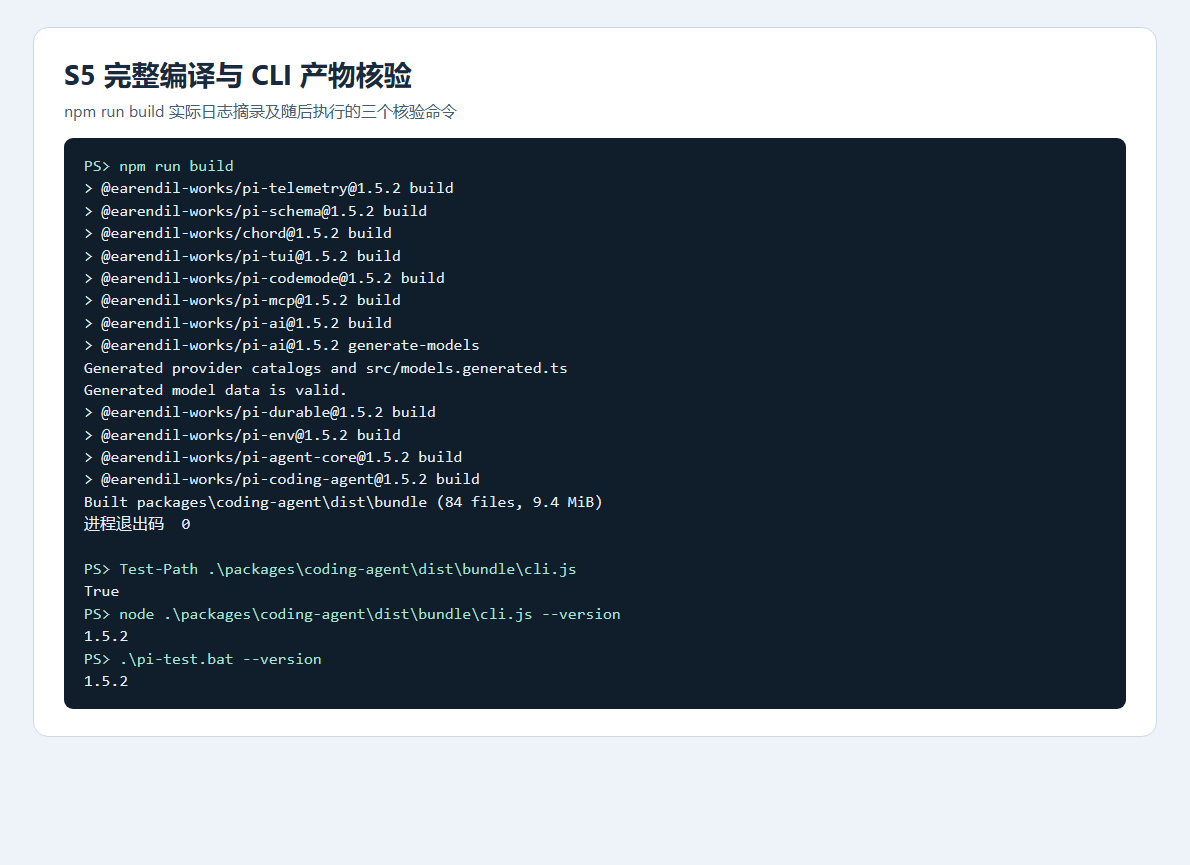 S5 完整编译与 CLI 产物核验
npm run build 实际日志摘录及随后执行的三个核验命令
PS> npm run build
> @earendil-works/pi-telemetry@1.5.2 build
> @earendil-works/pi-schema@1.5.2 build
> @earendil-works/chord@1.5.2 build
> @earendil-works/pi-tui@1.5.2 build
> @earendil-works/pi-codemode@1.5.2 build
> @earendil-works/pi-mcp@1.5.2 build
> @earendil-works/pi-ai@1.5.2 build
> @earendil-works/pi-ai@1.5.2 generate-models
Generated provider catalogs and src/models.generated.ts
Generated model data is valid.
> @earendil-works/pi-durable@1.5.2 build
> @earendil-works/pi-env@1.5.2 build
> @earendil-works/pi-agent-core@1.5.2 build
> @earendil-works/pi-coding-agent@1.5.2 build
Built packages\coding-agent\dist\bundle (84 files, 9.4 MiB)
进程退出码  0
PS> Test-Path .\packages\coding-agent\dist\bundle\cli.js
True
PS> node .\packages\coding-agent\dist\bundle\cli.js --version
1.5.2
PS> .\pi-test.bat --version
1.5.2